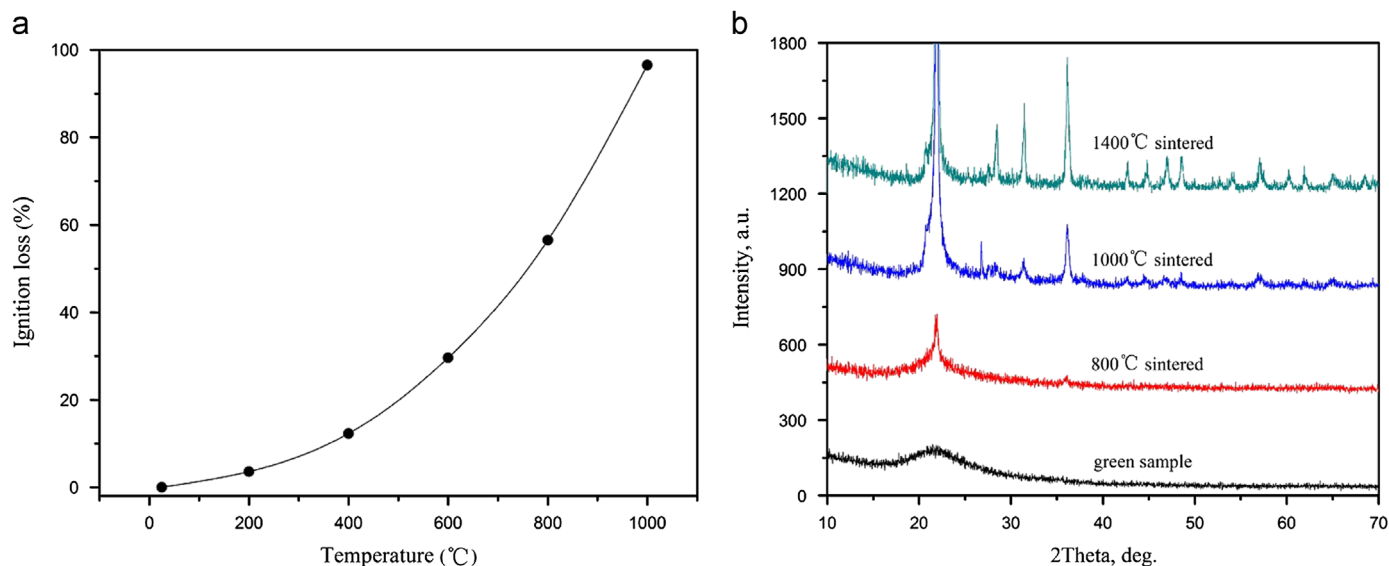 a
100
80
60
40
20
0
0 200 400 600 800 1000
Ignition loss (%)
Temperature (℃)
b
1800
1500
1200
900
600
300
0
10 20 30 40 50 60 70
Intensity, a.u.
2Theta, deg.
1400℃ sintered
1000℃ sintered
800℃ sintered
green sample